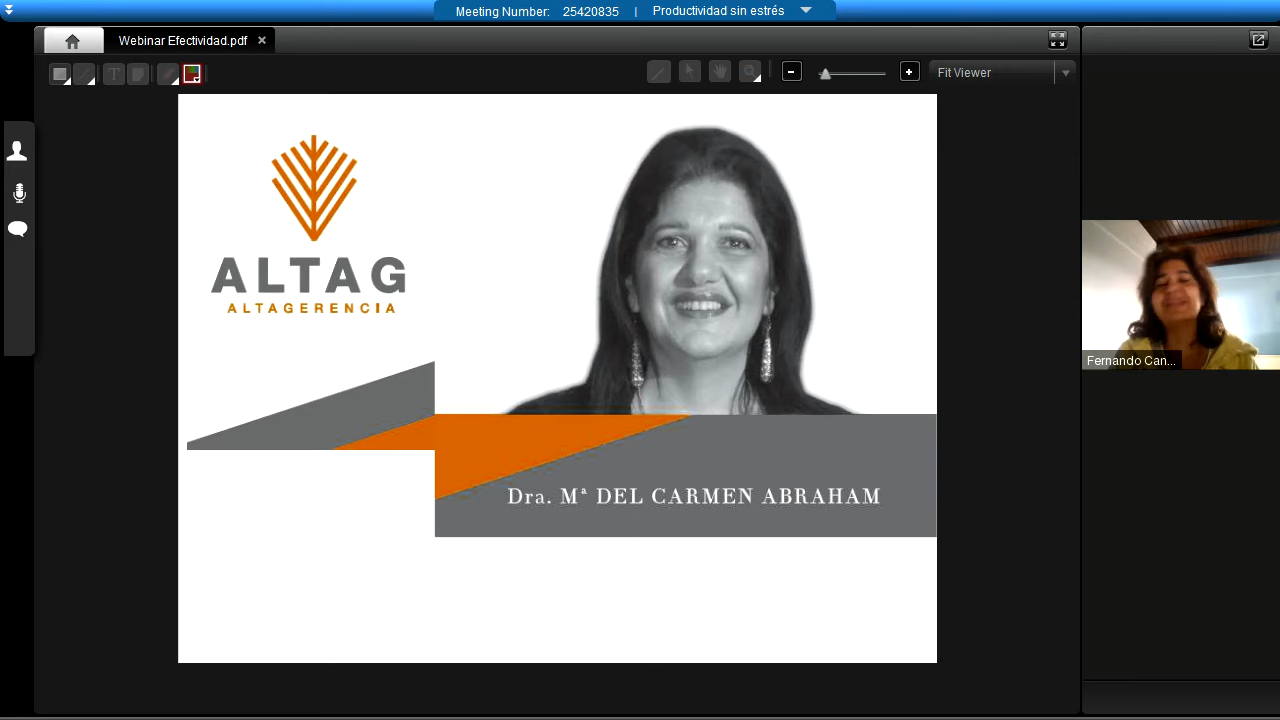 Meeting Number: 25420835 | Productividad sin estrés
Webinar Efectividad.pdf
Fit Viewer
ALTAG
ALTAGERENCIA
Fernando Can...
Dra. Mª DEL CARMEN ABRAHAM